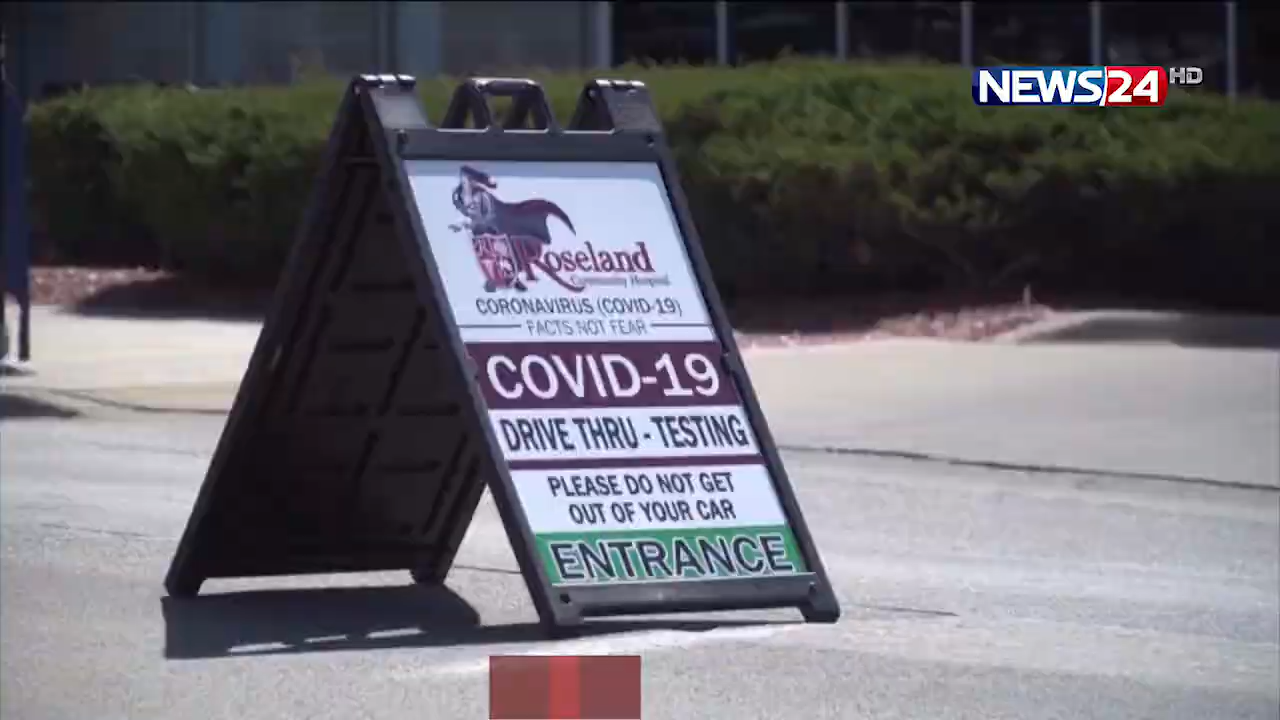 NEWS24 HD
Roseland
Community Hospital
CORONAVIRUS (COVID-19)
FACTS NOT FEAR
COVID-19
DRIVE THRU - TESTING
PLEASE DO NOT GET
OUT OF YOUR CAR
ENTRANCE